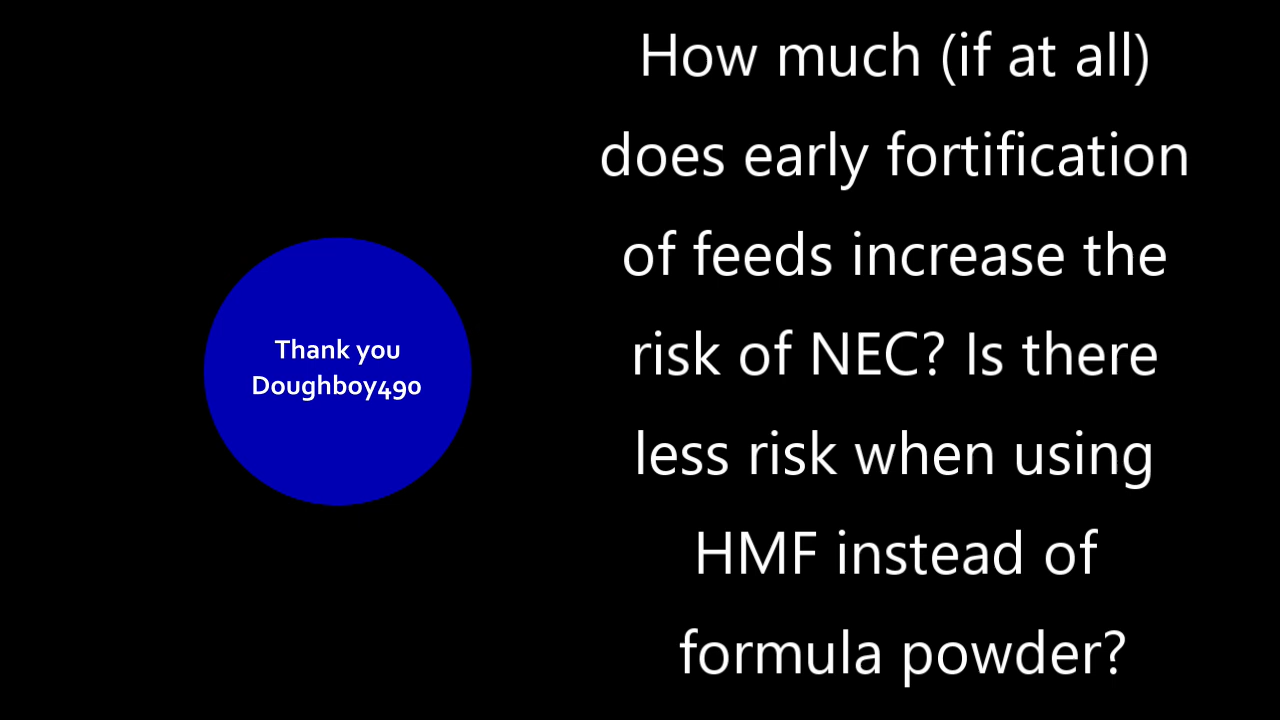 Thank you
Doughboy490
How much (if at all)
does early fortification
of feeds increase the
risk of NEC? Is there
less risk when using
HMF instead of
formula powder?